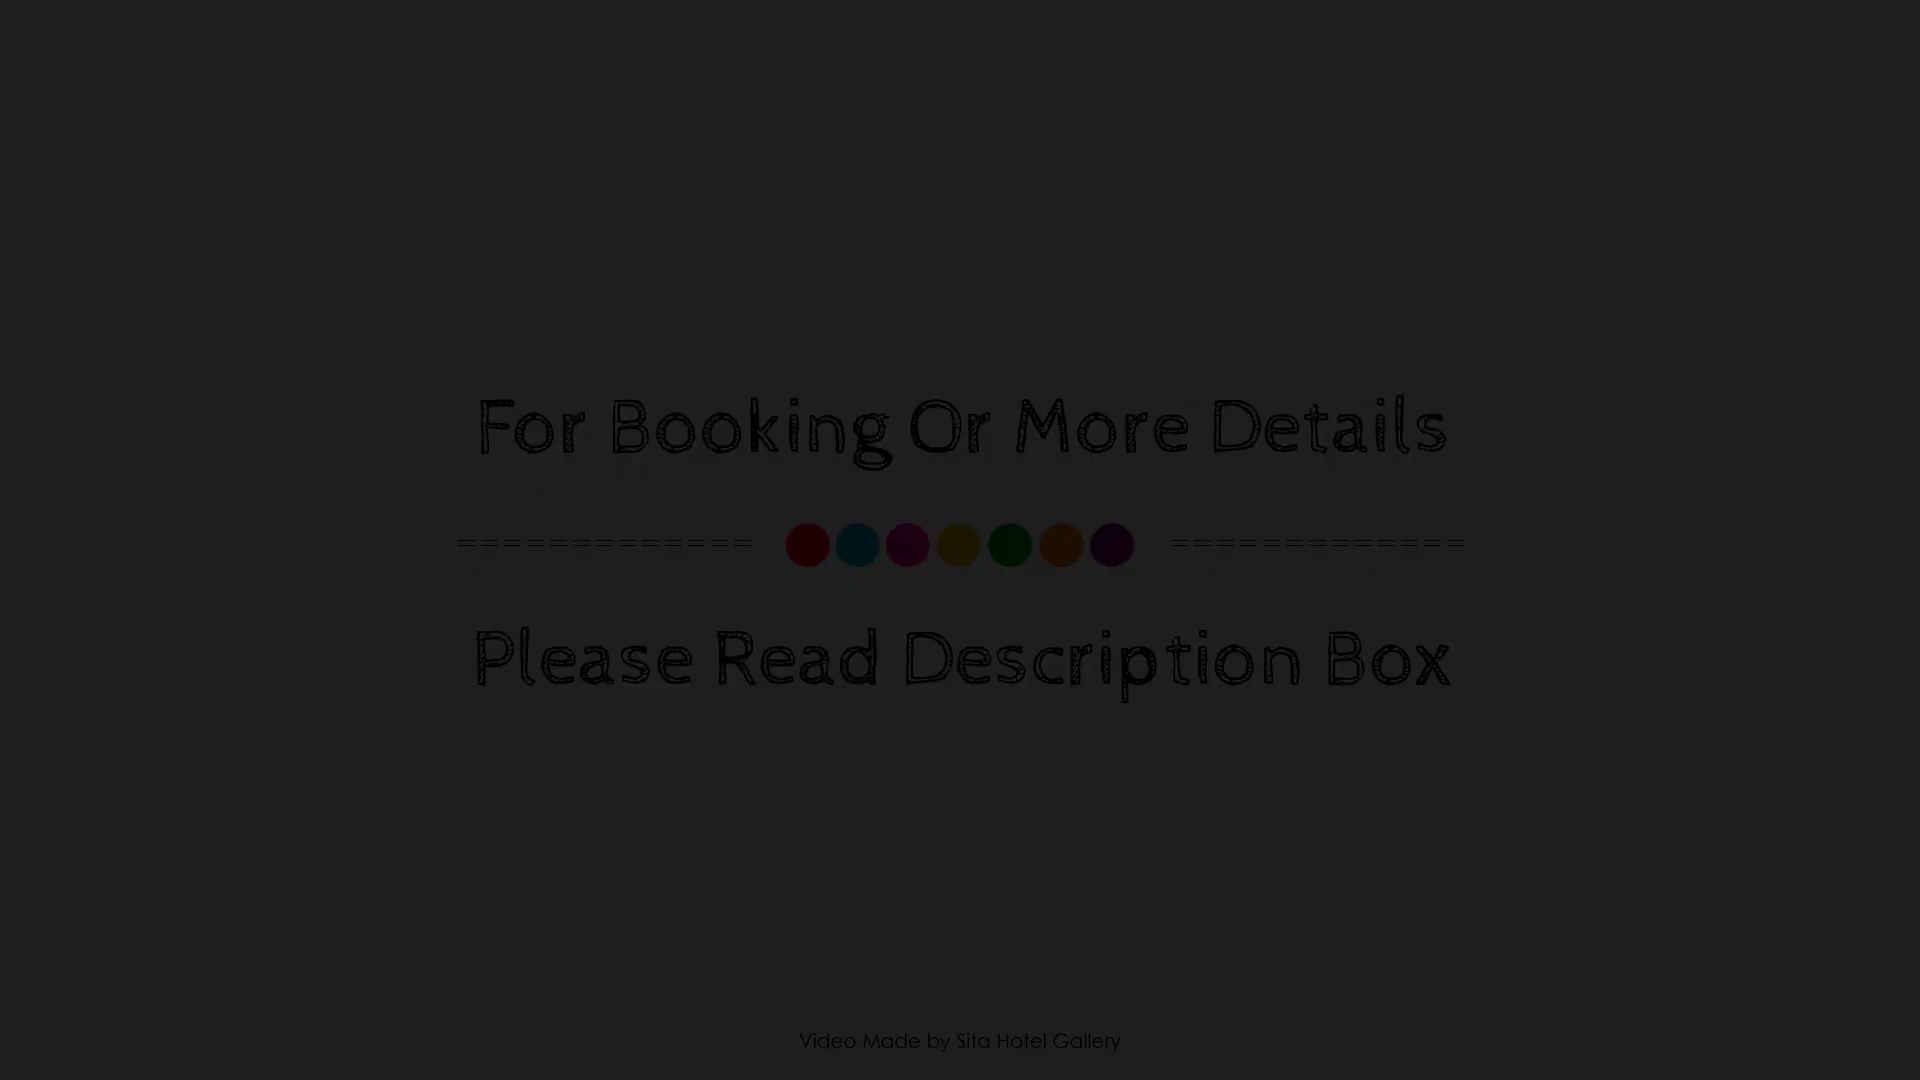 For Booking Or More Details
============= =============
Please Read Description Box
Video Made by Sita Hotel Gallery